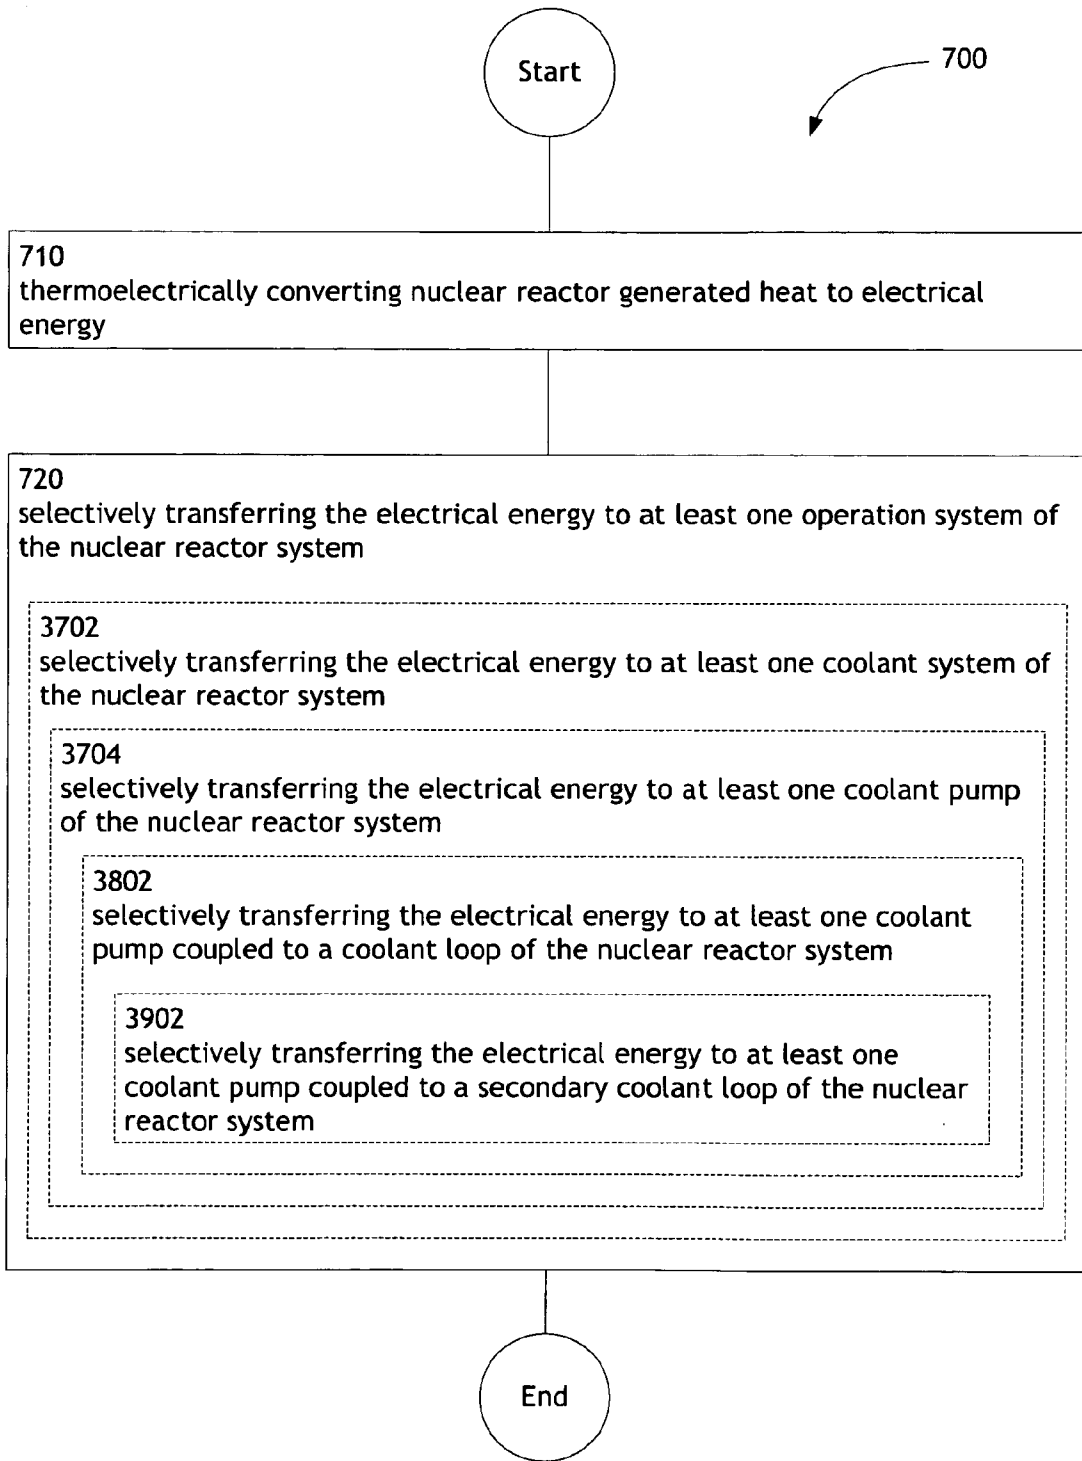 Start
700
710
thermoelectrically converting nuclear reactor generated heat to electrical
energy
720
selectively transferring the electrical energy to at least one operation system of
the nuclear reactor system
3702
selectively transferring the electrical energy to at least one coolant system of
the nuclear reactor system
3704
selectively transferring the electrical energy to at least one coolant pump
of the nuclear reactor system
3802
selectively transferring the electrical energy to at least one coolant
pump coupled to a coolant loop of the nuclear reactor system
3902
selectively transferring the electrical energy to at least one
coolant pump coupled to a secondary coolant loop of the nuclear
reactor system
End